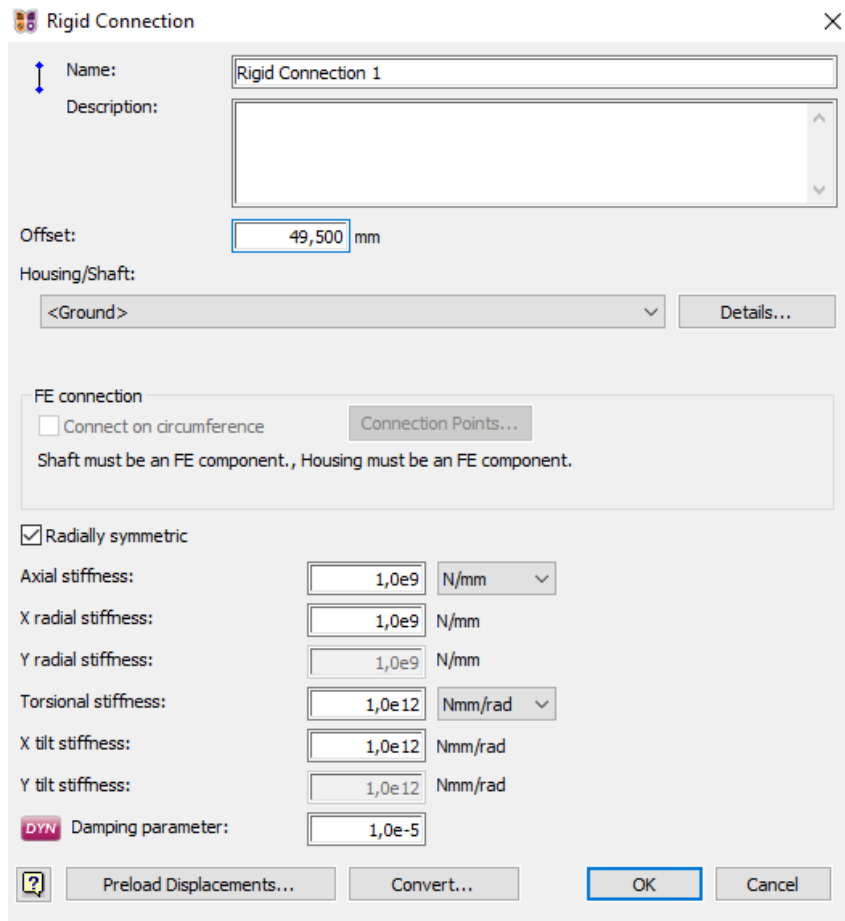 Rigid Connection
Name: Rigid Connection 1
Description:
Offset: 49,500 mm
Housing/Shaft:
<Ground> Details...
FE connection
Connect on circumference Connection Points...
Shaft must be an FE component., Housing must be an FE component.
Radially symmetric
Axial stiffness: 1,0e9 N/mm
X radial stiffness: 1,0e9 N/mm
Y radial stiffness: 1,0e9 N/mm
Torsional stiffness: 1,0e12 Nmm/rad
X tilt stiffness: 1,0e12 Nmm/rad
Y tilt stiffness: 1,0e12 Nmm/rad
DYN Damping parameter: 1,0e-5
? Preload Displacements... Convert... OK Cancel